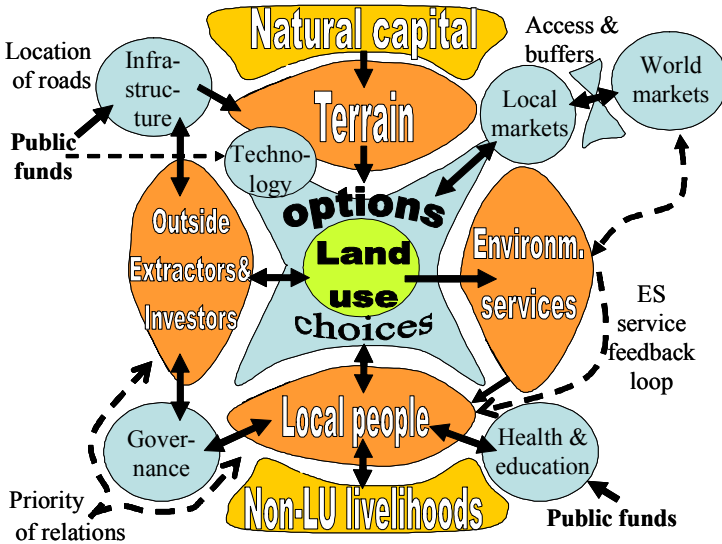 Natural capital
Location
of roads
Infra-
struc-
ture
Access &
buffers
World
markets
Local
markets
Terrain
Public
funds
Techno-
logy
options
Land
use
choices
Outside
Extractors&
Investors
Environm.
services
ES
service
feedback
loop
Local people
Gover-
nance
Health &
education
Non-LU livelihoods
Priority
of relations
Public funds